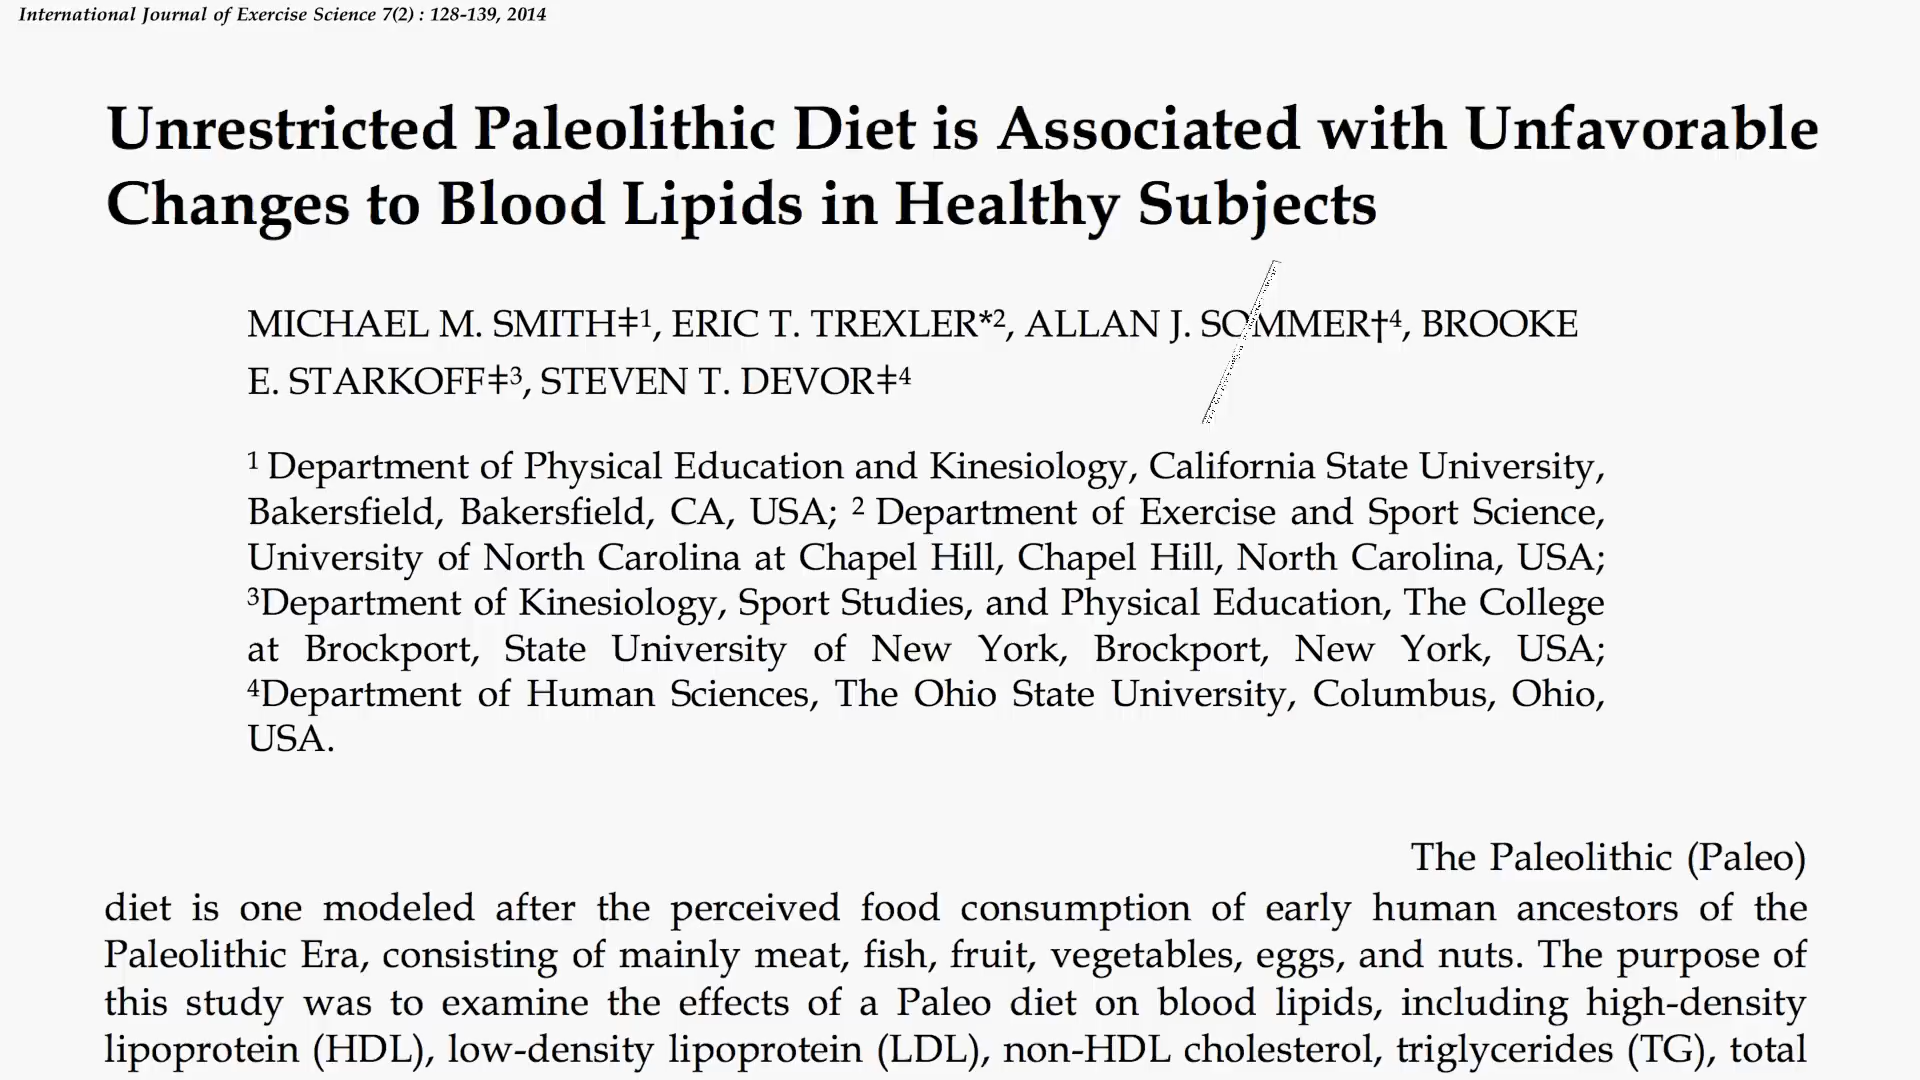 International Journal of Exercise Science 7(2) : 128-139, 2014
Unrestricted Paleolithic Diet is Associated with Unfavorable
Changes to Blood Lipids in Healthy Subjects
MICHAEL M. SMITH‡1, ERIC T. TREXLER*2, ALLAN J. SOMMER†4, BROOKE
E. STARKOFF‡3, STEVEN T. DEVOR‡4
1 Department of Physical Education and Kinesiology, California State University,
Bakersfield, Bakersfield, CA, USA; 2 Department of Exercise and Sport Science,
University of North Carolina at Chapel Hill, Chapel Hill, North Carolina, USA;
3Department of Kinesiology, Sport Studies, and Physical Education, The College
at Brockport, State University of New York, Brockport, New York, USA;
4Department of Human Sciences, The Ohio State University, Columbus, Ohio,
USA.
The Paleolithic (Paleo)
diet is one modeled after the perceived food consumption of early human ancestors of the
Paleolithic Era, consisting of mainly meat, fish, fruit, vegetables, eggs, and nuts. The purpose of
this study was to examine the effects of a Paleo diet on blood lipids, including high-density
lipoprotein (HDL), low-density lipoprotein (LDL), non-HDL cholesterol, triglycerides (TG), total